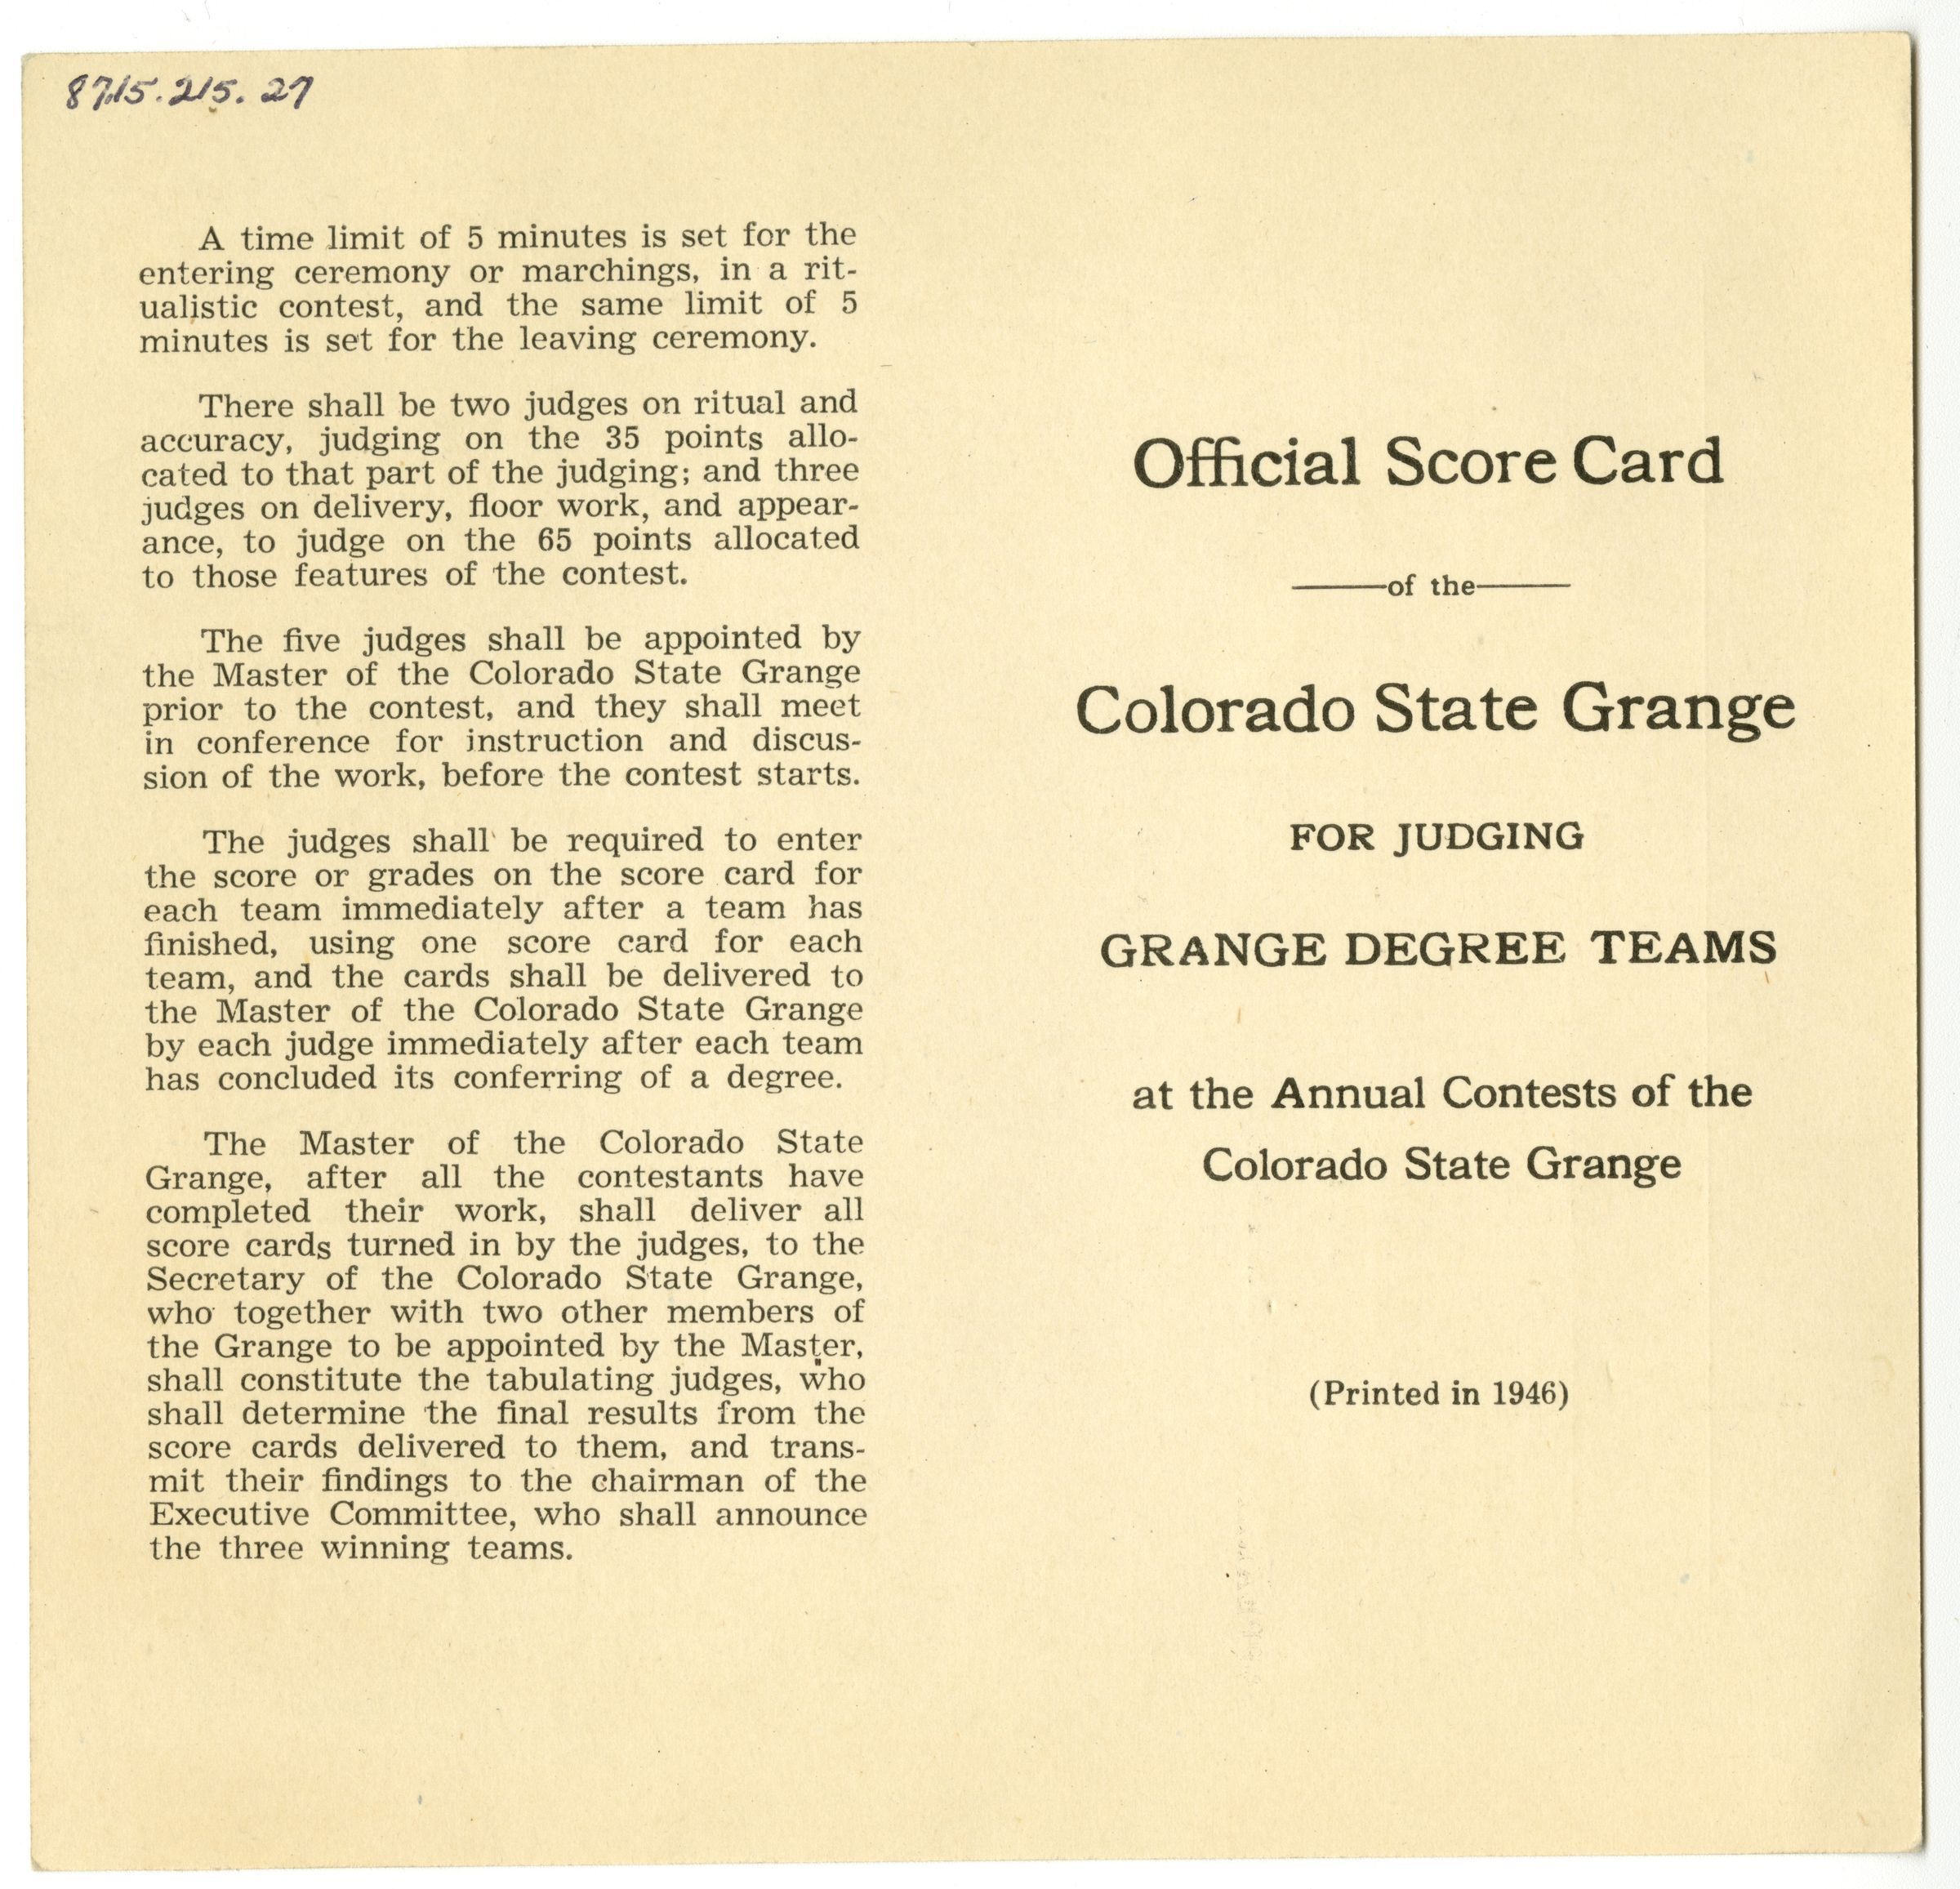 8715.215.27
A time limit of 5 minutes is set for the
entering ceremony or marchings, in a rit-
ualistic contest, and the same limit of 5
minutes is set for the leaving ceremony.
There shall be two judges on ritual and
accuracy, judging on the 35 points allo-
cated to that part of the judging; and three
judges on delivery, floor work, and appear-
ance, to judge on the 65 points allocated
to those features of the contest.
The five judges shall be appointed by
the Master of the Colorado State Grange
prior to the contest, and they shall meet
in conference for instruction and discus-
sion of the work, before the contest starts.
The judges shall be required to enter
the score or grades on the score card for
each team immediately after a team has
finished, using one score card for each
team, and the cards shall be delivered to
the Master of the Colorado State Grange
by each judge immediately after each team
has concluded its conferring of a degree.
The Master of the Colorado State
Grange, after all the contestants have
completed their work, shall deliver all
score cards turned in by the judges, to the
Secretary of the Colorado State Grange,
who together with two other members of
the Grange to be appointed by the Master,
shall constitute the tabulating judges, who
shall determine the final results from the
score cards delivered to them, and trans-
mit their findings to the chairman of the
Executive Committee, who shall announce
the three winning teams.
Official Score Card
of the
Colorado State Grange
FOR JUDGING
GRANGE DEGREE TEAMS
at the Annual Contests of the
Colorado State Grange
(Printed in 1946)